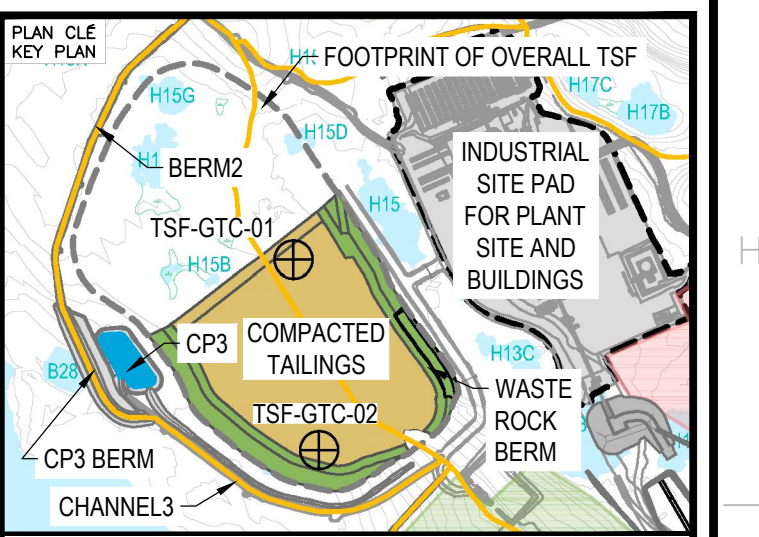 PLAN CLÉ
KEY PLAN
FOOTPRINT OF OVERALL TSF
H15G
H17C
H17B
H15D
H1
BERM2
INDUSTRIAL
SITE PAD
FOR PLANT
SITE AND
BUILDINGS
H15
TSF-GTC-01
H15B
CP3
COMPACTED
TAILINGS
H13C
B28
WASTE
ROCK
BERM
TSF-GTC-02
CP3 BERM
CHANNEL3
H